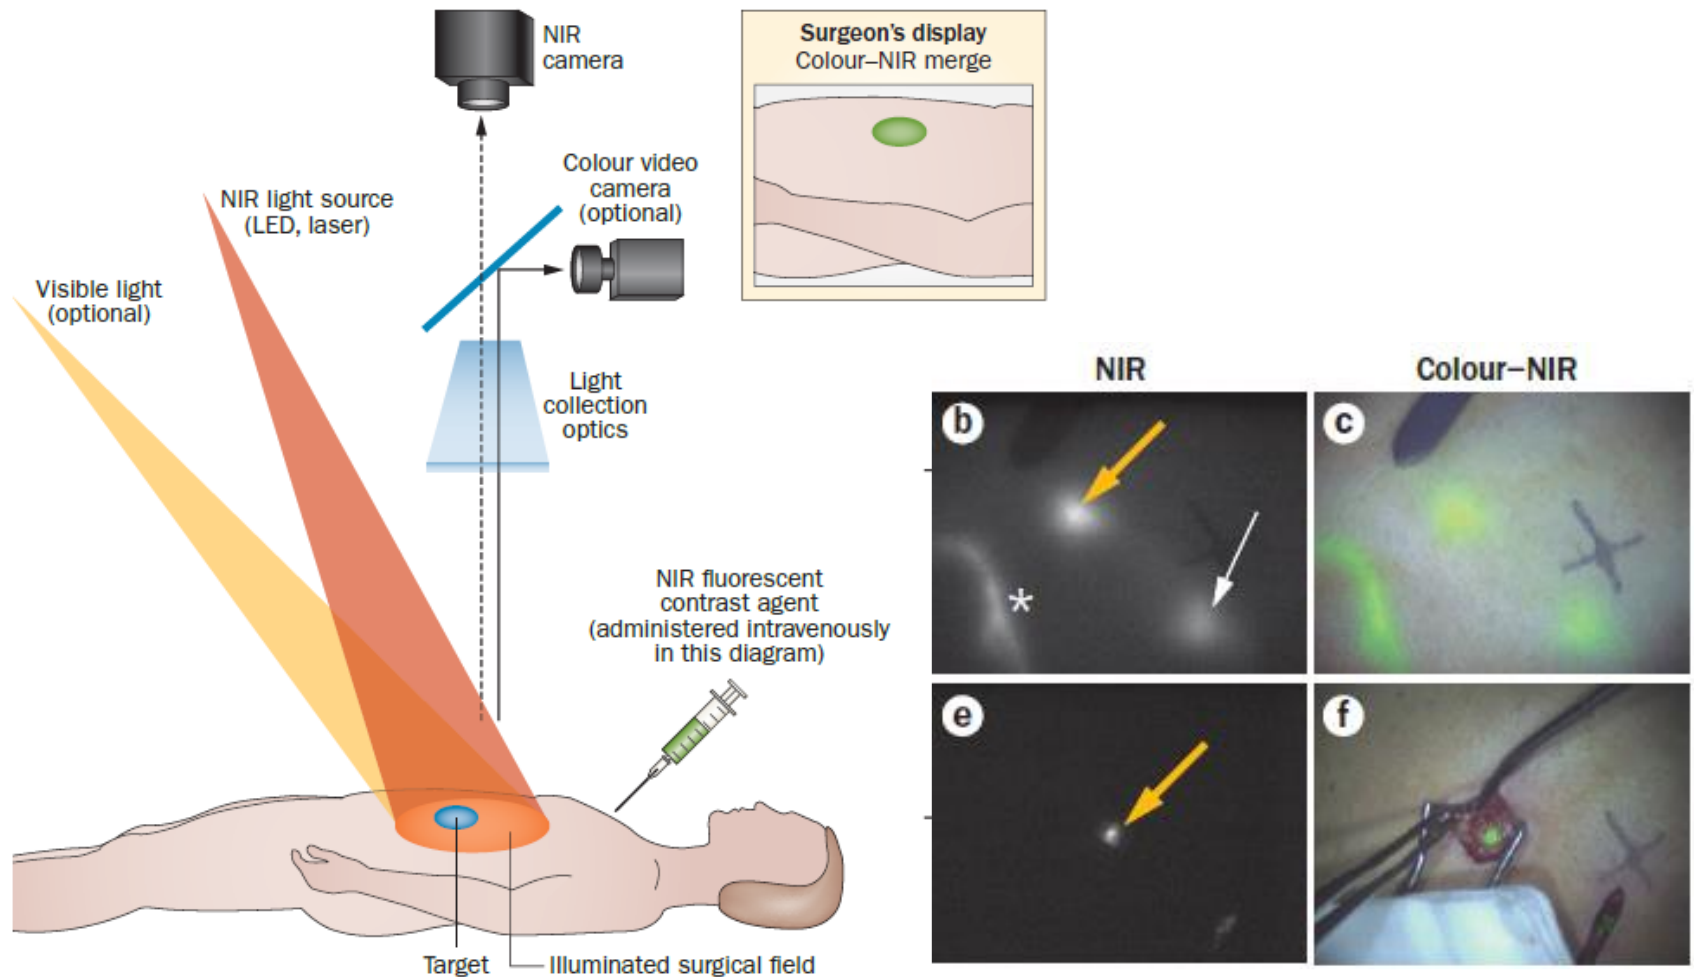 NIR
camera
Surgeon's display
Colour–NIR merge
Colour video
camera
(optional)
NIR light source
(LED, laser)
Visible light
(optional)
Light
collection
optics
NIR fluorescent
contrast agent
(administered intravenously
in this diagram)
Target
Illuminated surgical field
NIR
Colour–NIR
b
*
c
e
f